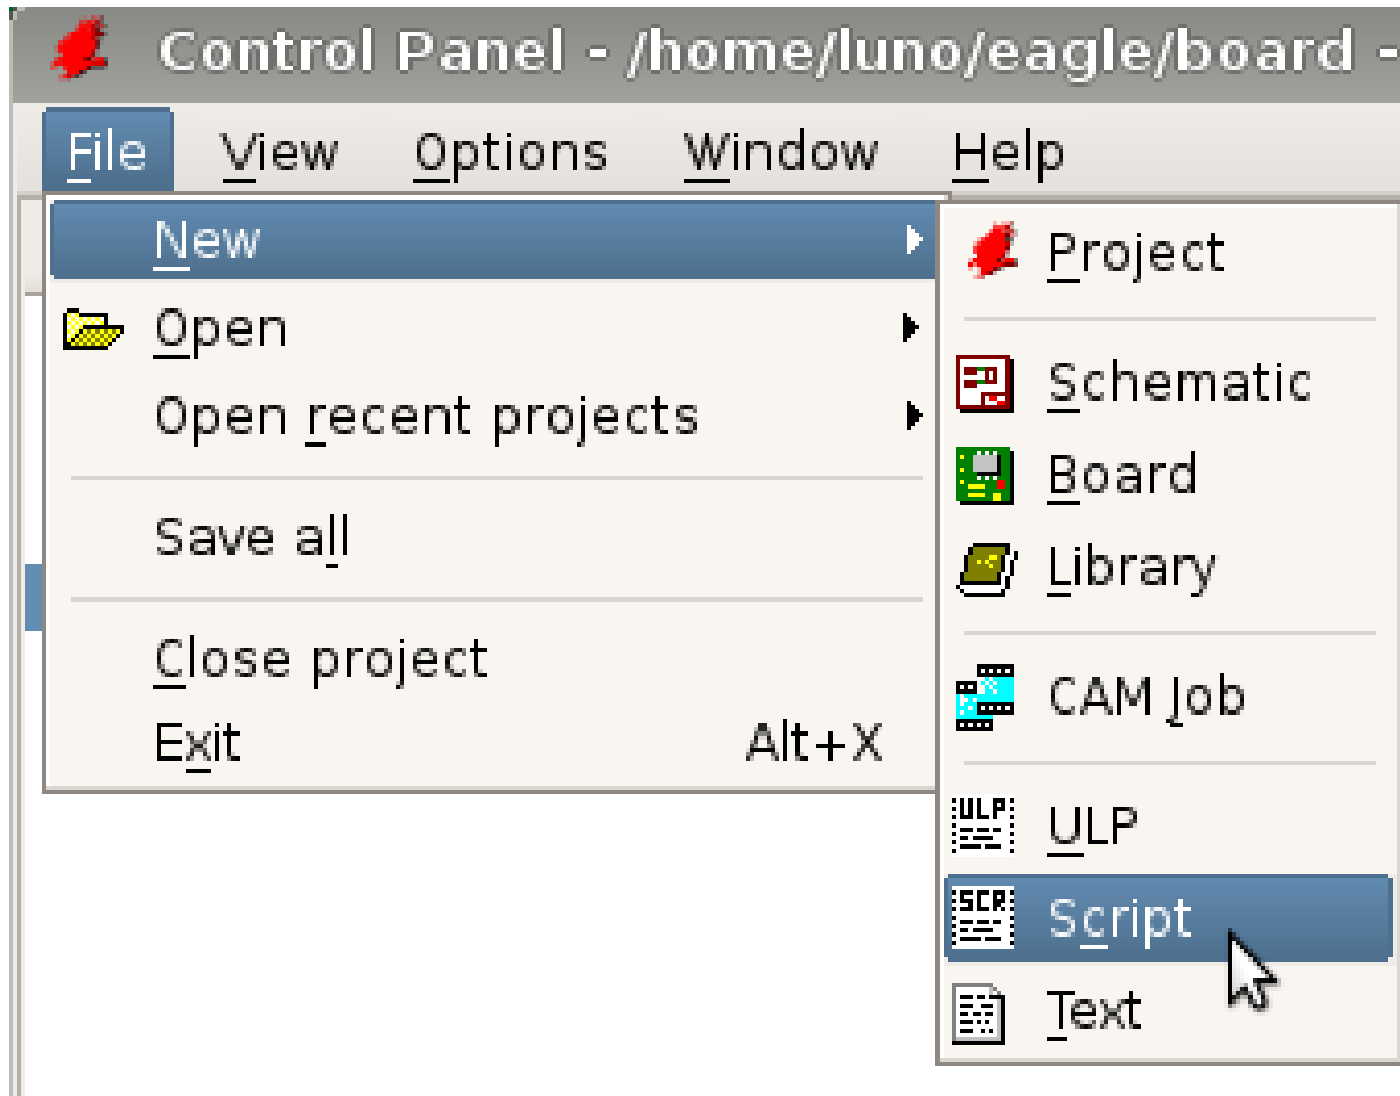 Control Panel - /home/luno/eagle/board -
File View Options Window Help
New
Open
Open recent projects
Save all
Close project
Exit Alt+X
Project
Schematic
Board
Library
CAM Job
ULP ULP
SCR Script
Text